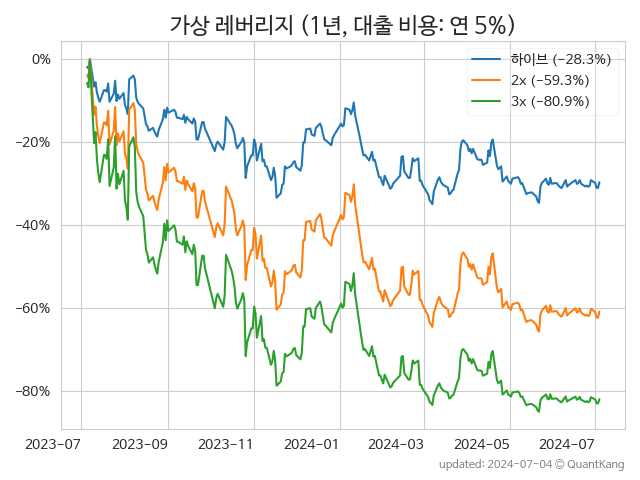 가상 레버리지 (1년, 대출 비용: 연 5%)
하이브 (−28.3%)
2x (−59.3%)
3x (−80.9%)
0%
−20%
−40%
−60%
−80%
2023-07
2023-09
2023-11
2024-01
2024-03
2024-05
2024-07
updated: 2024-07-04 ⓒ QuantKang